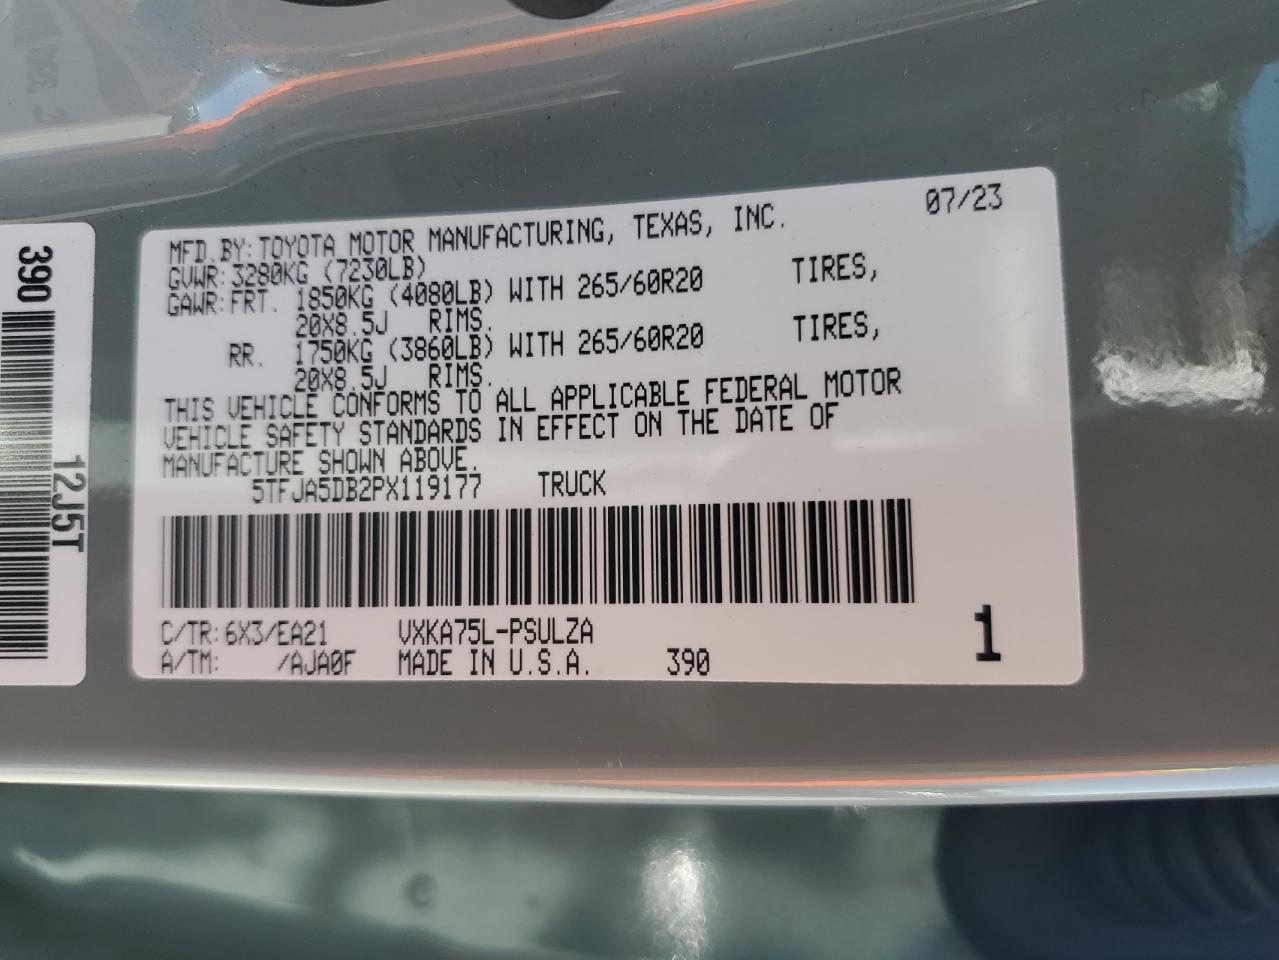 390
12J5T
07/23
MFD. BY: TOYOTA MOTOR MANUFACTURING, TEXAS, INC.
GVWR: 3280KG (7230LB)
GAWR: FRT. 1850KG (4080LB) WITH 265/60R20 TIRES,
20X8.5J RIMS.
RR. 1750KG (3860LB) WITH 265/60R20 TIRES,
20X8.5J RIMS.
THIS VEHICLE CONFORMS TO ALL APPLICABLE FEDERAL MOTOR
VEHICLE SAFETY STANDARDS IN EFFECT ON THE DATE OF
MANUFACTURE SHOWN ABOVE.
5TFJA5DB2PX119177 TRUCK
C/TR: 6X3/EA21 VXKA75L-PSULZA
A/TM: /AJA0F MADE IN U.S.A. 390
1